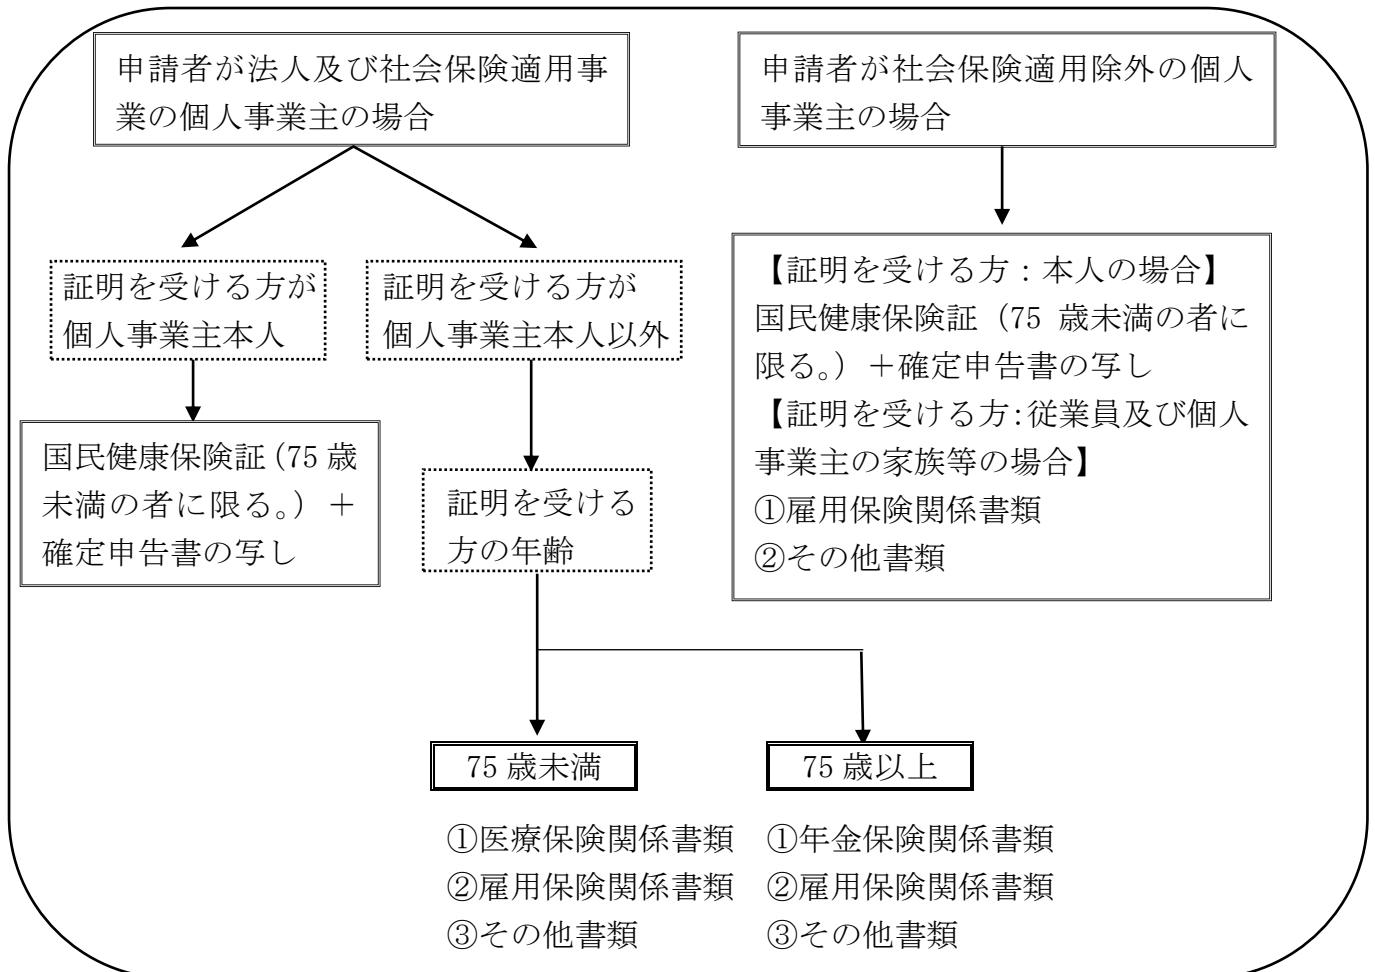 申請者が法人及び社会保険適用事
業の個人事業主の場合
申請者が社会保険適用除外の個人
事業主の場合
証明を受ける方が
個人事業主本人
証明を受ける方が
個人事業主本人以外
国民健康保険証(75 歳
未満の者に限る。）＋
確定申告書の写し
証明を受ける
方の年齢
【証明を受ける方：本人の場合】
国民健康保険証（75 歳未満の者に
限る。）＋確定申告書の写し
【証明を受ける方:従業員及び個人
事業主の家族等の場合】
①雇用保険関係書類
②その他書類
75 歳未満
①医療保険関係書類
②雇用保険関係書類
③その他書類
75 歳以上
①年金保険関係書類
②雇用保険関係書類
③その他書類